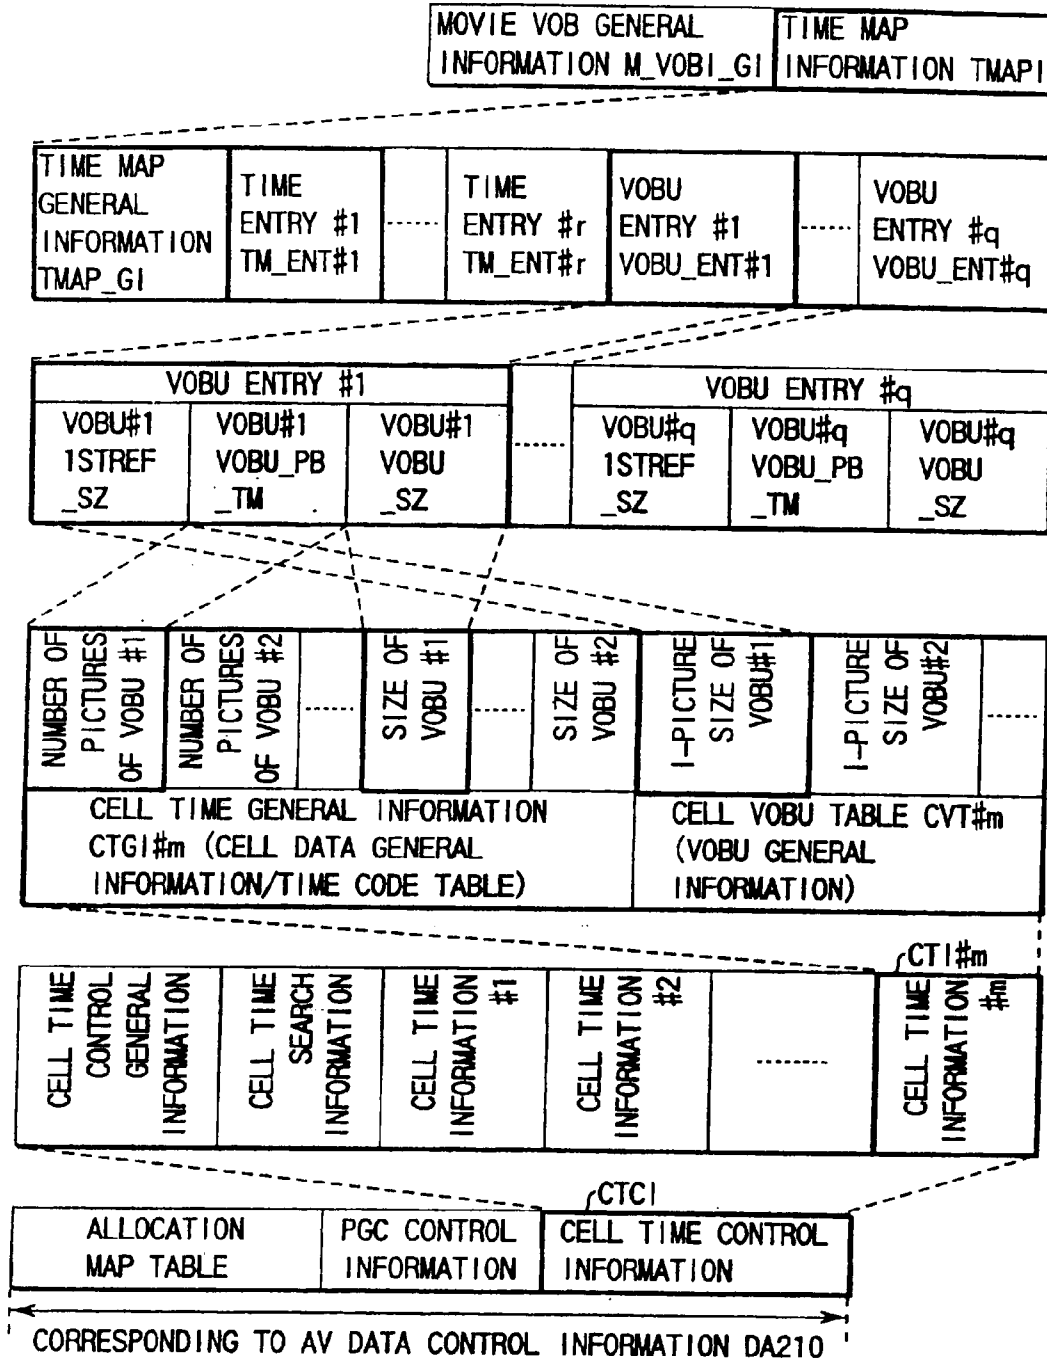 MOVIE VOB GENERAL
INFORMATION M_VOBI_GI
TIME MAP
INFORMATION TMAPI
TIME MAP
GENERAL
INFORMATION
TMAP_GI
TIME
ENTRY #1
TM_ENT#1
........
TIME
ENTRY #r
TM_ENT#r
VOBU
ENTRY #1
VOBU_ENT#1
........
VOBU
ENTRY #q
VOBU_ENT#q
VOBU ENTRY #1
VOBU#1
1STREF
_SZ
VOBU#1
VOBU_PB
_TM
VOBU#1
VOBU
_SZ
........
VOBU ENTRY #q
VOBU#q
1STREF
_SZ
VOBU#q
VOBU_PB
_TM
VOBU#q
VOBU
_SZ
NUMBER OF
PICTURES
OF VOBU #1
NUMBER OF
PICTURES
OF VOBU #2
........
SIZE OF
VOBU #1
........
SIZE OF
VOBU #2
I-PICTURE
SIZE OF
VOBU#1
I-PICTURE
SIZE OF
VOBU#2
........
CELL TIME GENERAL INFORMATION
CTGI#m (CELL DATA GENERAL
INFORMATION/TIME CODE TABLE)
CELL VOBU TABLE CVT#m
(VOBU GENERAL
INFORMATION)
CTI#m
CELL TIME
CONTROL
GENERAL
INFORMATION
CELL TIME
SEARCH
INFORMATION
CELL TIME
INFORMATION
#1
CELL TIME
INFORMATION
#2
........
CELL TIME
INFORMATION
#m
CTCI
ALLOCATION
MAP TABLE
PGC CONTROL
INFORMATION
CELL TIME CONTROL
INFORMATION
CORRESPONDING TO AV DATA CONTROL INFORMATION DA210